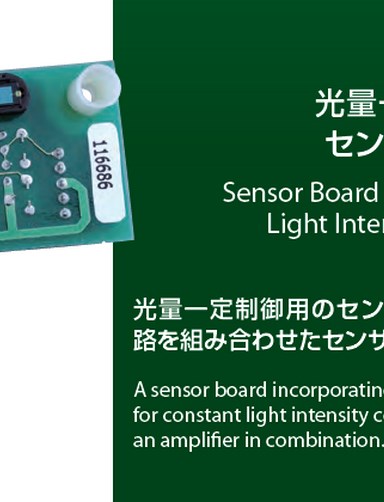 116686
光量一
セン
Sensor Board
Light Inte
光量一定制御用のセン
路を組み合わせたセンサ
A sensor board incorporatin
for constant light intensity c
an amplifier in combination.